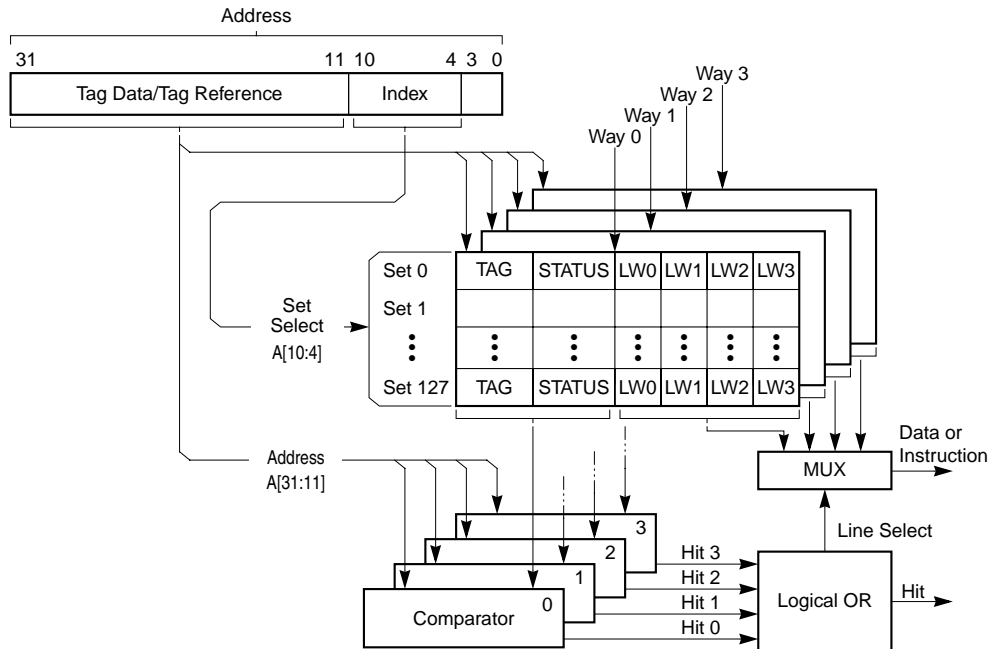 Address
31 11 10 4 3 0
Tag Data/Tag Reference Index
Way 3
Way 2
Way 1
Way 0
Set 0 TAG STATUS LW0 LW1 LW2 LW3
Set 1
Set
Select
A[10:4]
Set 127 TAG STATUS LW0 LW1 LW2 LW3
Address
A[31:11]
Data or
Instruction
MUX
Line Select
3
2
1
0
Comparator
Hit 3
Hit 2
Hit 1
Hit 0
Logical OR
Hit